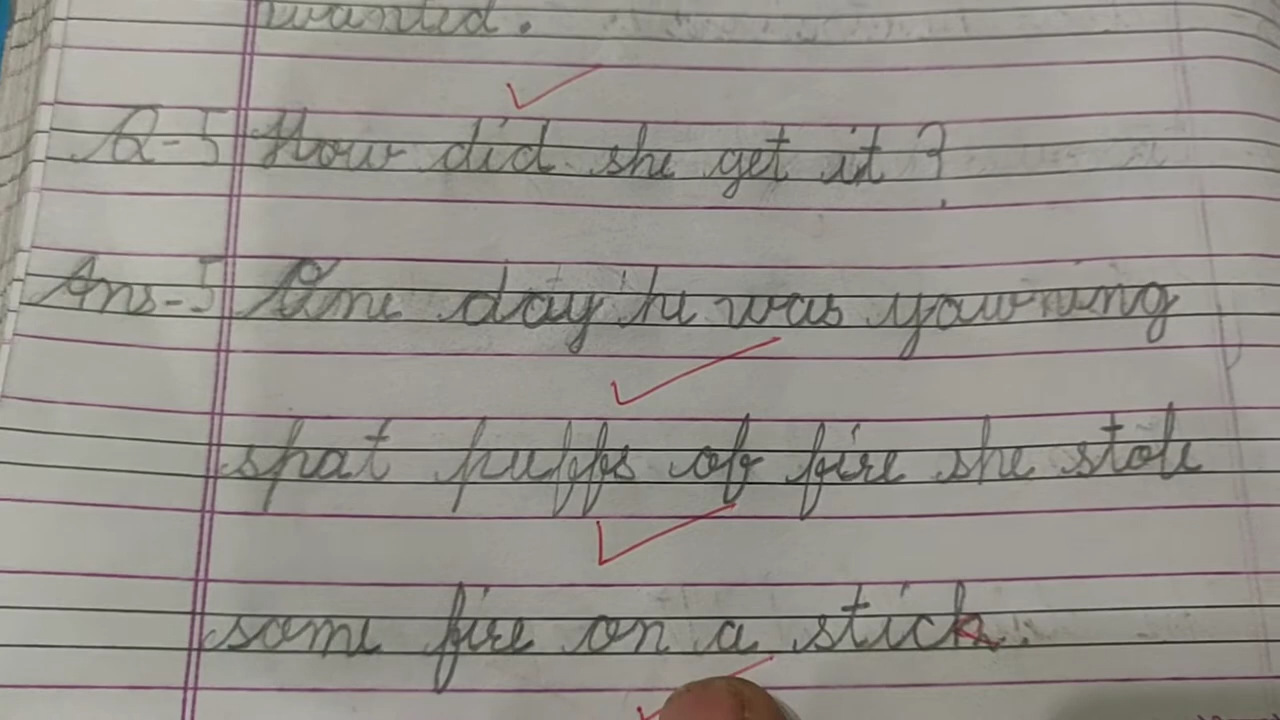 wanted.
Q-5 How did she get it?
Ans-5 One day he was yawning
spat puffs of fire she stole
some fire on a stick.